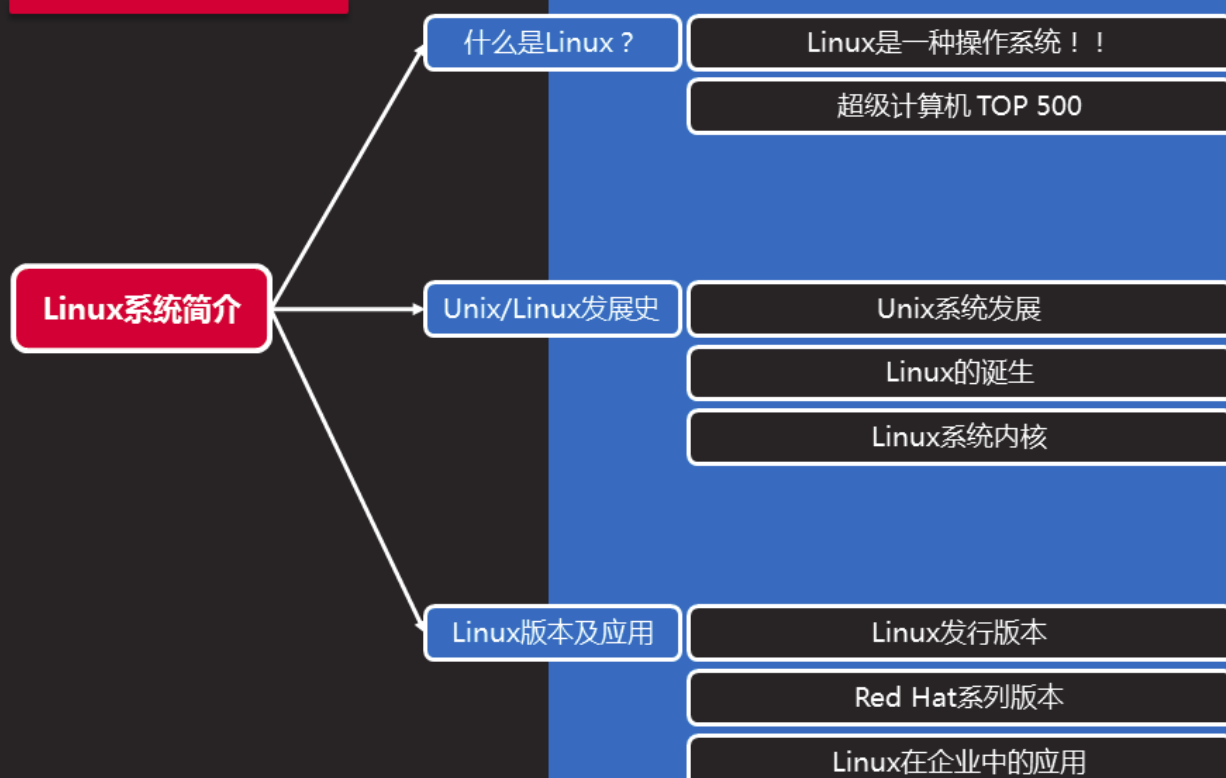 什么是Linux？
Linux是一种操作系统！！
超级计算机 TOP 500
Linux系统简介
Unix/Linux发展史
Unix系统发展
Linux的诞生
Linux系统内核
Linux版本及应用
Linux发行版本
Red Hat系列版本
Linux在企业中的应用